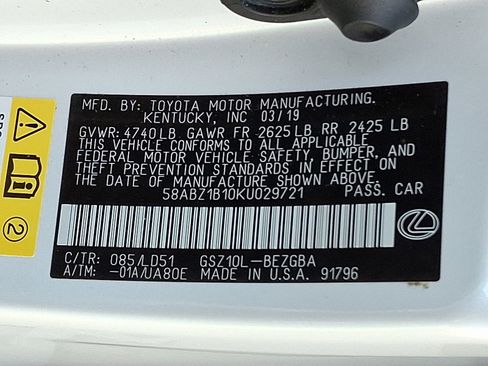 MFD. BY: TOYOTA MOTOR MANUFACTURING.
KENTUCKY, INC 03/19
GVWR: 4740LB GAWR FR 2625LB RR 2425 LB
THIS VEHICLE CONFORMS TO ALL APPLICABLE
FEDERAL MOTOR VEHICLE SAFETY, BUMPER, AND
THEFT PREVENTION STANDARDS IN EFFECT ON
THE DATE OF MANUFACTURE SHOWN ABOVE.
58ABZ1B10KU029721 PASS. CAR
C/TR: 085/LD51 GSZ10L-BEZGBA
A/TM: -01A/UA80E MADE IN U.S.A. 91796
2